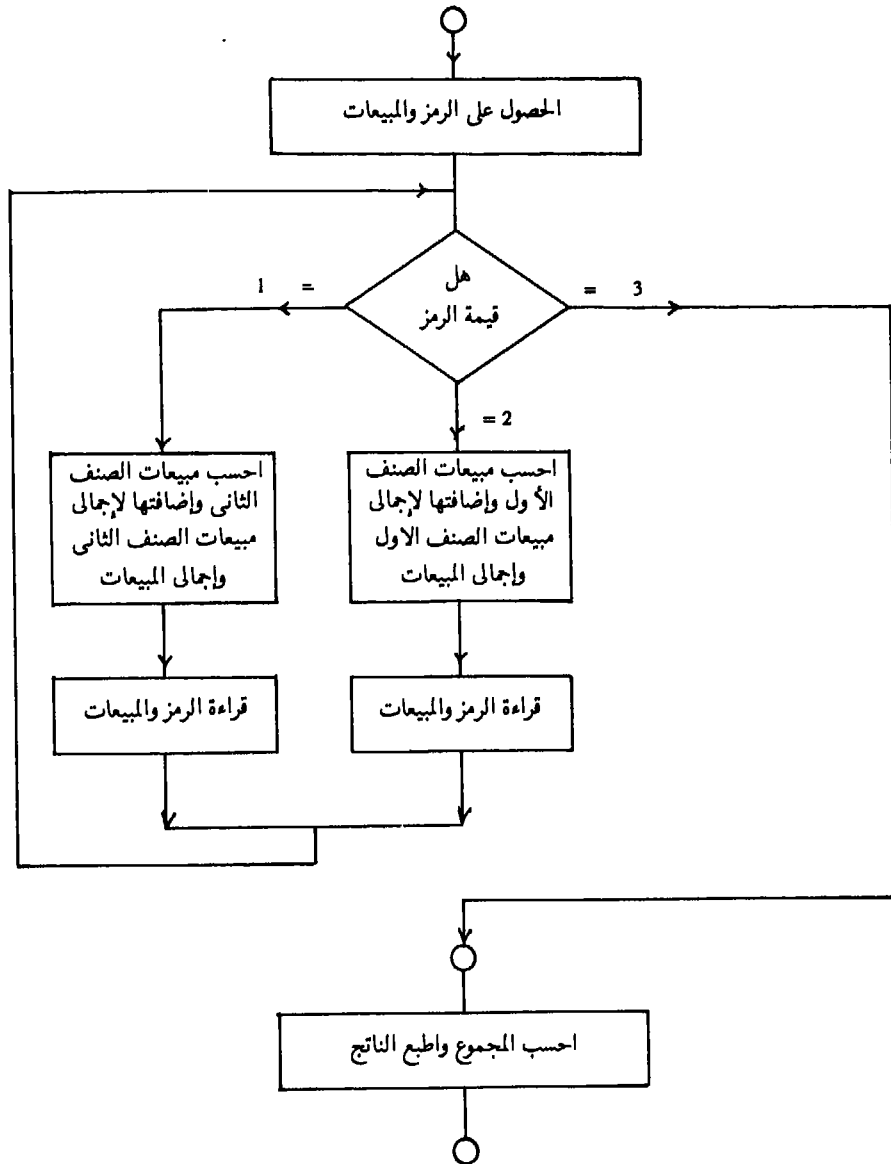 الحصول على الرمز والمبيعات
هل
قيمة الرمز
= 1
= 3
= 2
احسب مبيعات الصنف
الأول وإضافتها لإجمالى
مبيعات الصنف الاول
وإجمالى المبيعات
احسب مبيعات الصنف
الثانى وإضافتها لإجمالى
مبيعات الصنف الثانى
وإجمالى المبيعات
قراءة الرمز والمبيعات
قراءة الرمز والمبيعات
احسب المجموع واطبع الناتج